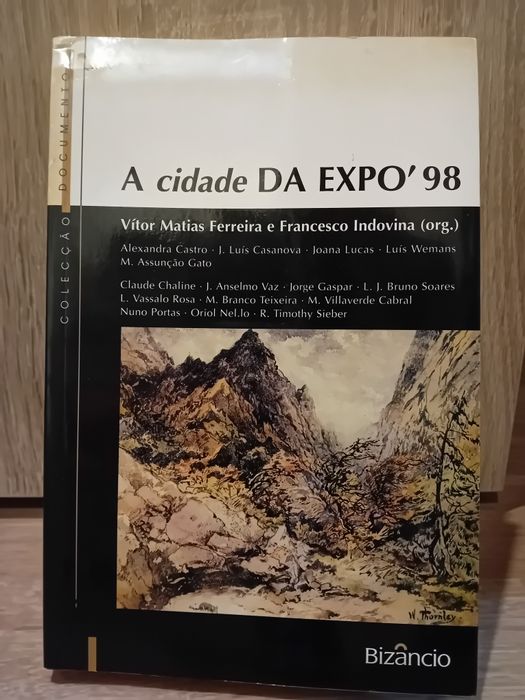 COLECÇÃO DOCUMENTO
A cidade DA EXPO'98
Vítor Matias Ferreira e Francesco Indovina (org.)
Alexandra Castro · J. Luís Casanova · Joana Lucas · Luís Wemans
M. Assunção Gato
Claude Chaline · J. Anselmo Vaz · Jorge Gaspar · L. J. Bruno Soares
L. Vassalo Rosa · M. Branco Teixeira · M. Villaverde Cabral
Nuno Portas · Oriol Nel.lo · R. Timothy Sieber
W. Thornley
Bizâncio